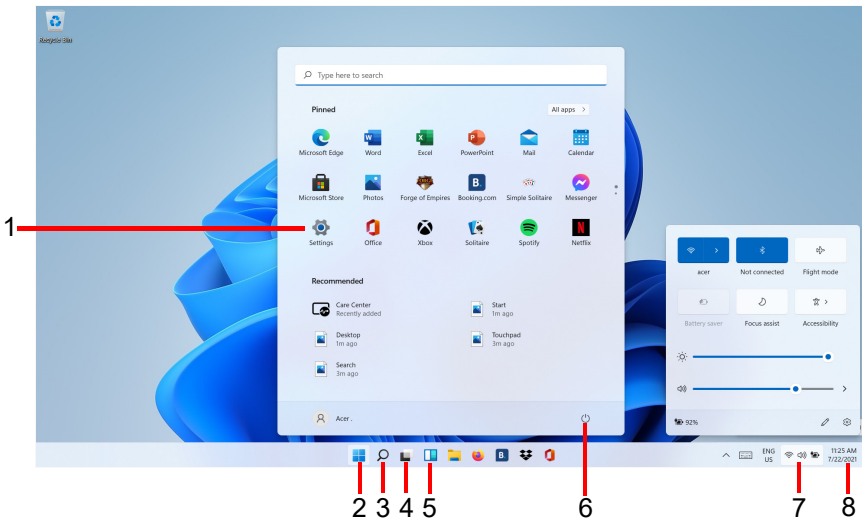 Recycle Bin
Type here to search
Pinned
All apps >
Microsoft Edge
Word
Excel
PowerPoint
Mail
Calendar
Microsoft Store
Photos
Forge of Empires
Booking.com
Simple Solitaire
Messenger
1
Settings
Office
Xbox
Solitaire
Spotify
Netflix
Recommended
Care Center
Recently added
Start
1m ago
Desktop
1m ago
Touchpad
3m ago
Search
3m ago
Acer .
acer
Not connected
Flight mode
Battery saver
Focus assist
Accessibility
92%
ENG
US
11:25 AM
7/22/2021
2 3 4 5 6 7 8